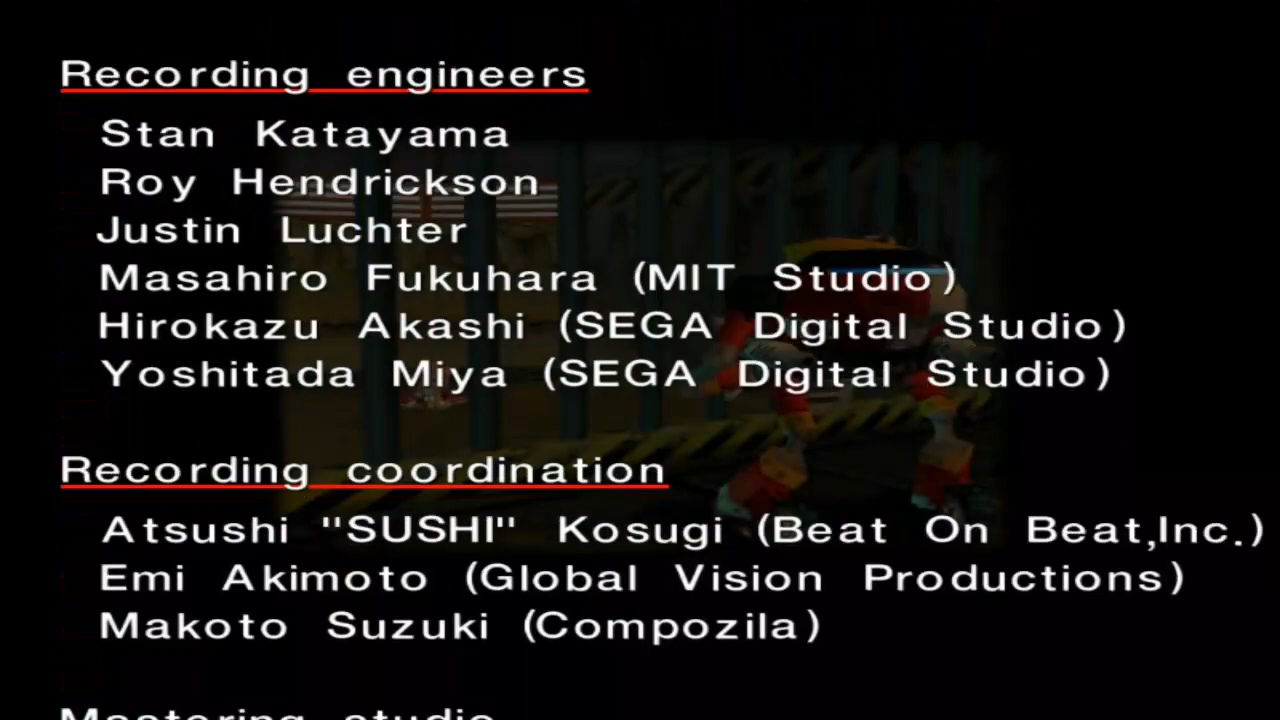 Recording engineers
Stan Katayama
Roy Hendrickson
Justin Luchter
Masahiro Fukuhara (MIT Studio)
Hirokazu Akashi (SEGA Digital Studio)
Yoshitada Miya (SEGA Digital Studio)
Recording coordination
Atsushi "SUSHI" Kosugi (Beat On Beat,Inc.)
Emi Akimoto (Global Vision Productions)
Makoto Suzuki (Compozila)
Mastering studio